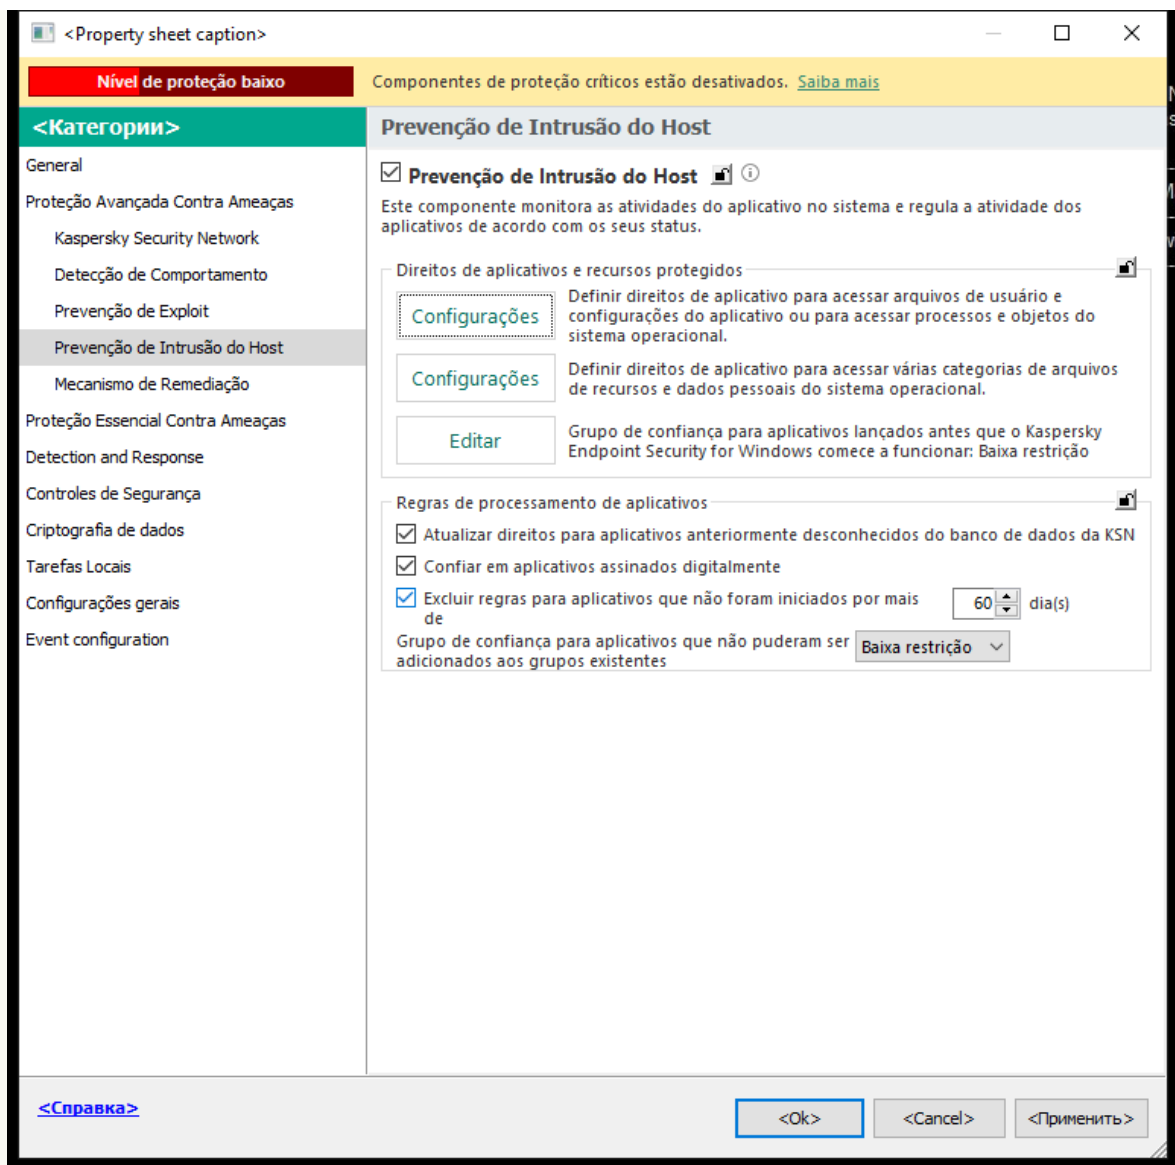 <Property sheet caption>
Nível de proteção baixo
Componentes de proteção críticos estão desativados. Saiba mais
<Категории>
General
Proteção Avançada Contra Ameaças
Kaspersky Security Network
Detecção de Comportamento
Prevenção de Exploit
Prevenção de Intrusão do Host
Mecanismo de Remediação
Proteção Essencial Contra Ameaças
Detection and Response
Controles de Segurança
Criptografia de dados
Tarefas Locais
Configurações gerais
Event configuration
Prevenção de Intrusão do Host
Prevenção de Intrusão do Host
Este componente monitora as atividades do aplicativo no sistema e regula a atividade dos
aplicativos de acordo com os seus status.
Direitos de aplicativos e recursos protegidos
Configurações
Definir direitos de aplicativo para acessar arquivos de usuário e
configurações do aplicativo ou para acessar processos e objetos do
sistema operacional.
Configurações
Definir direitos de aplicativo para acessar várias categorias de arquivos
de recursos e dados pessoais do sistema operacional.
Editar
Grupo de confiança para aplicativos lançados antes que o Kaspersky
Endpoint Security for Windows comece a funcionar: Baixa restrição
Regras de processamento de aplicativos
Atualizar direitos para aplicativos anteriormente desconhecidos do banco de dados da KSN
Confiar em aplicativos assinados digitalmente
Excluir regras para aplicativos que não foram iniciados por mais
de
60 dia(s)
Grupo de confiança para aplicativos que não puderam ser
adicionados aos grupos existentes
Baixa restrição
<Справка>
<Ok>
<Cancel>
<Применить>